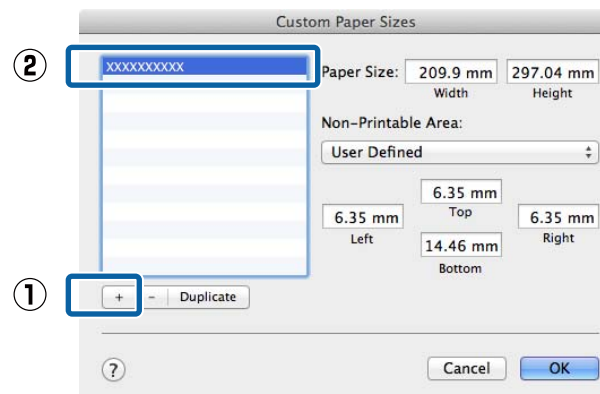 Custom Paper Sizes
② XXXXXXXXXX
Paper Size: 209.9 mm 297.04 mm
Width Height
Non-Printable Area:
User Defined
6.35 mm
Top
6.35 mm 6.35 mm
Left Right
14.46 mm
Bottom
① + - Duplicate
? Cancel OK